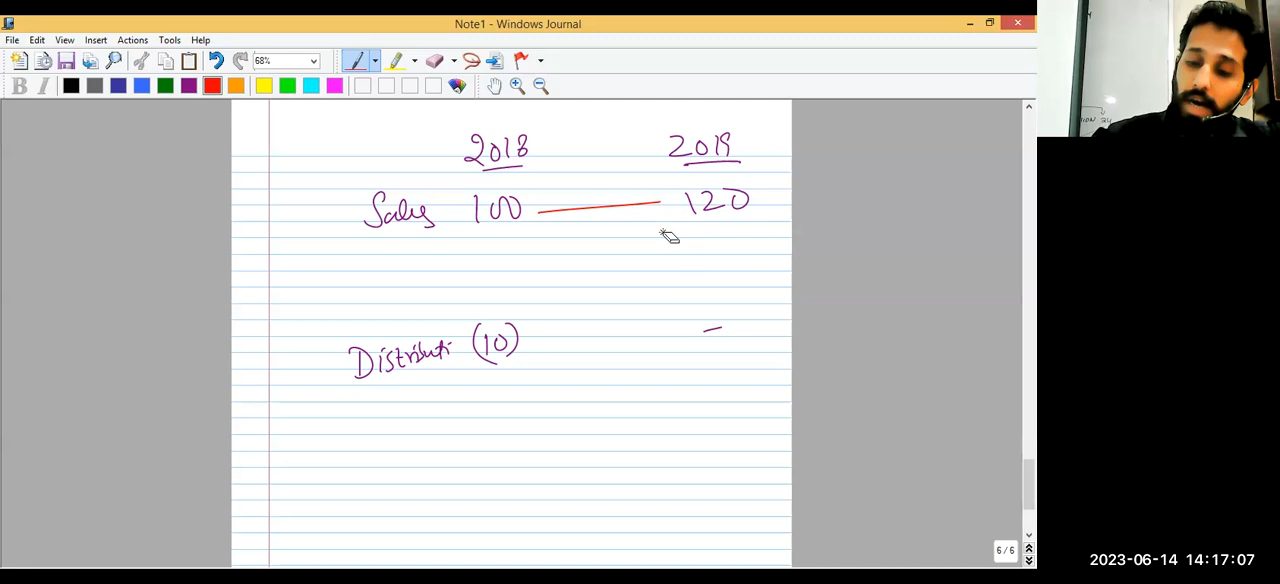 Note1 - Windows Journal
File Edit View Insert Actions Tools Help
68%
B I
2018 2019
Sales 100 120
Distributi (10) -
6/6
2023-06-14 14:17:07